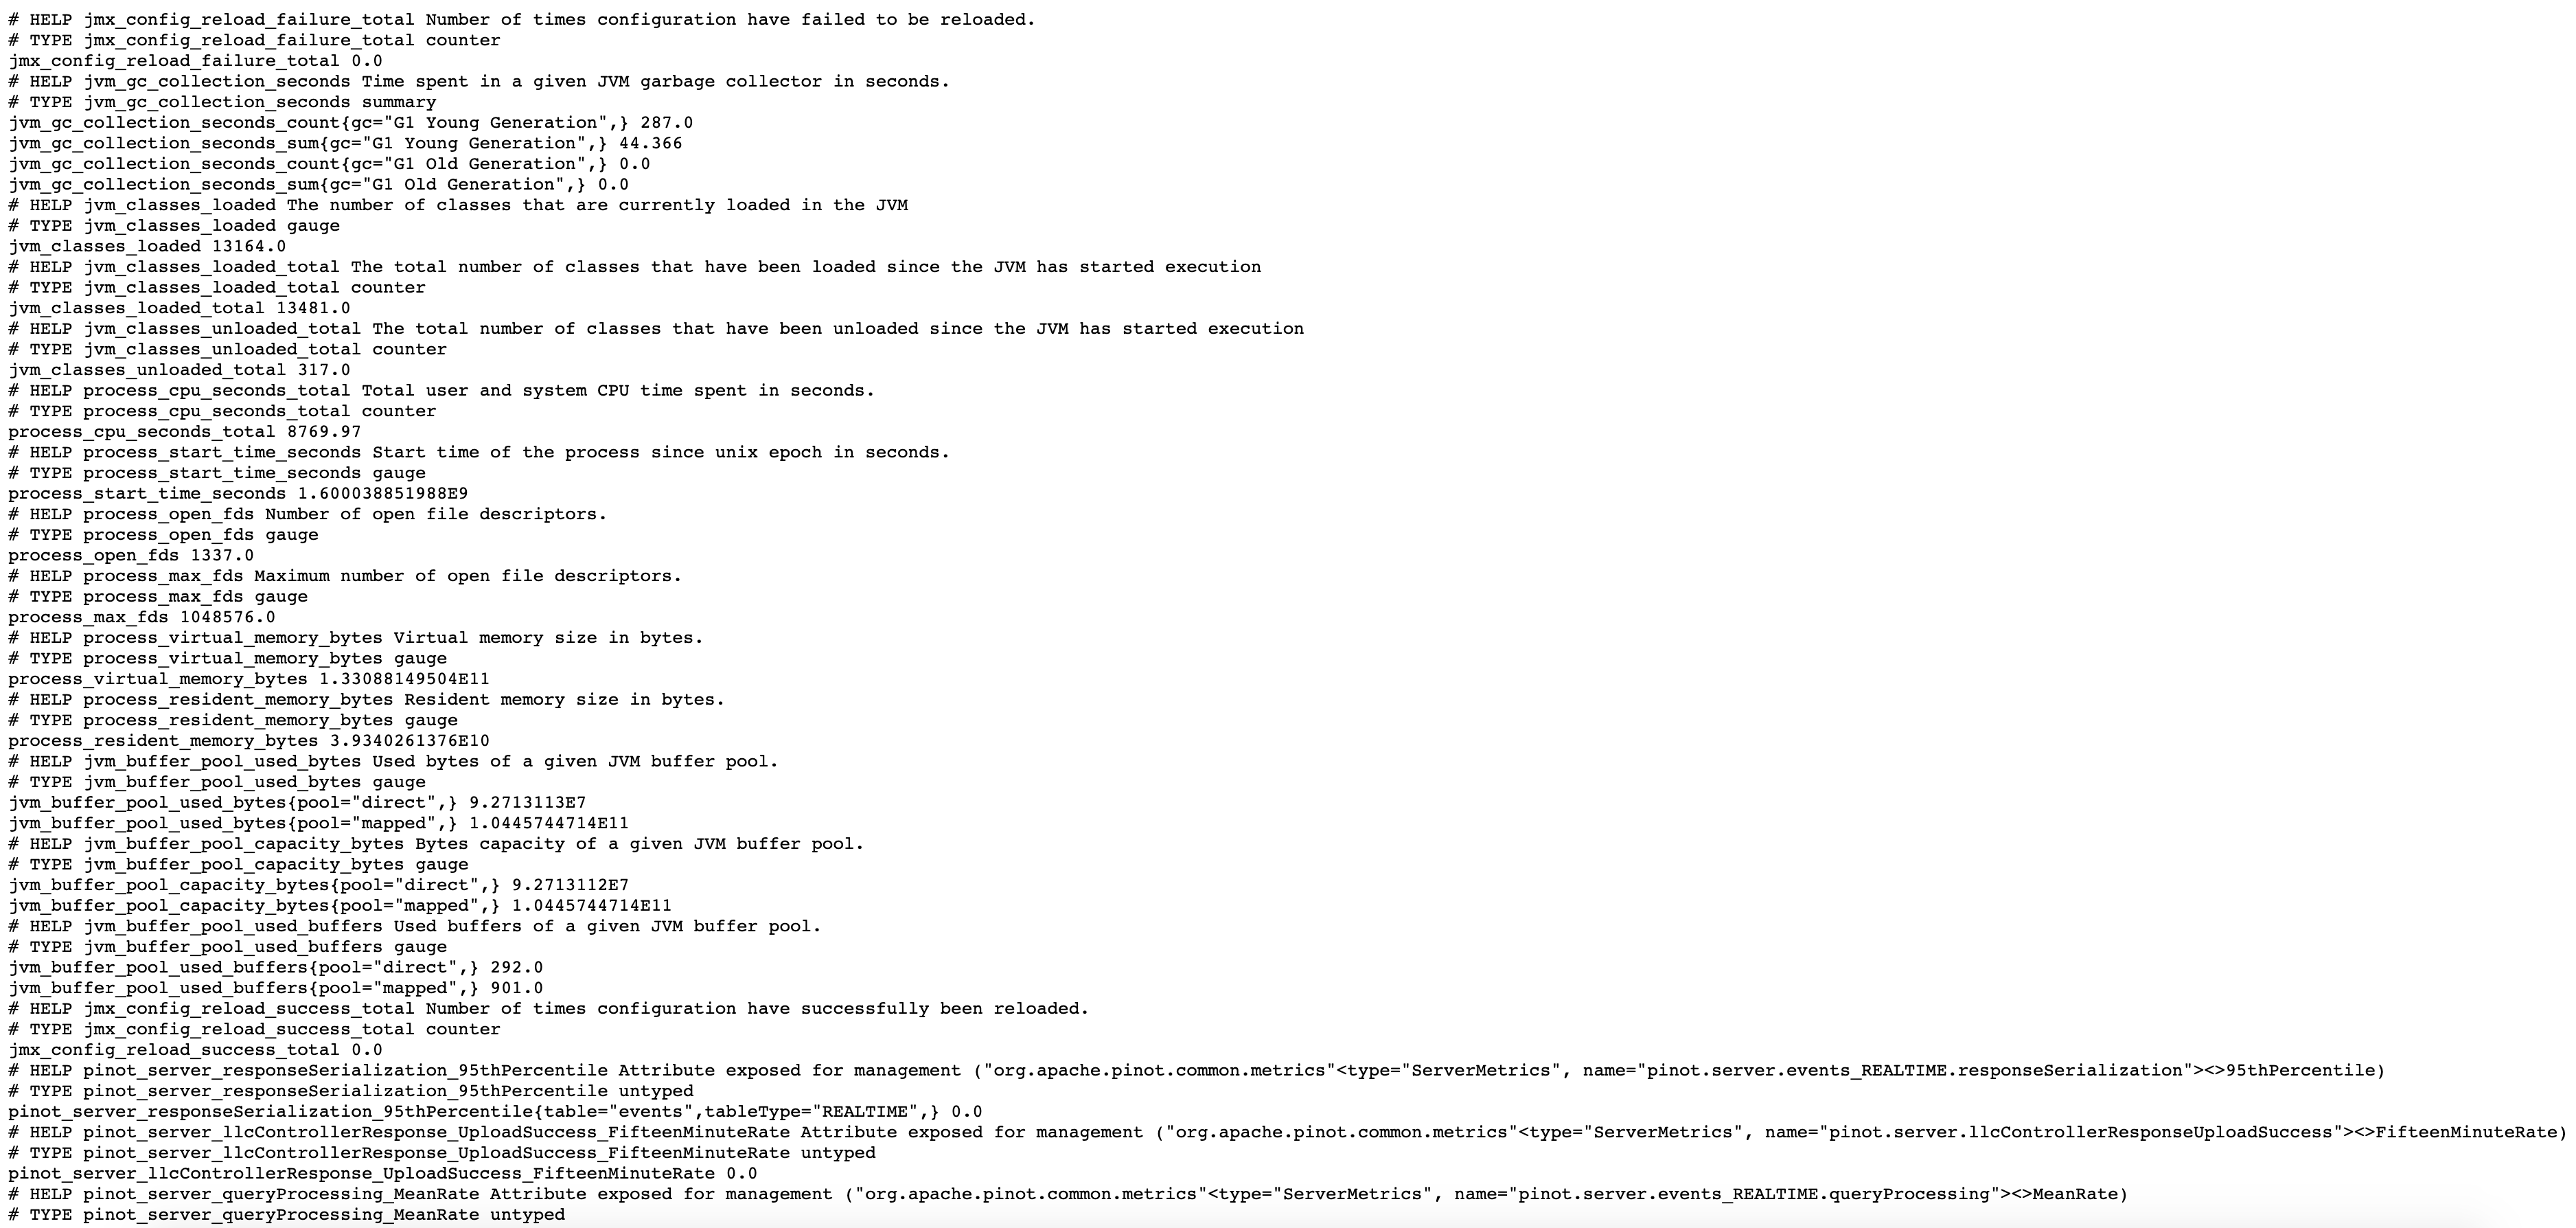 # HELP jmx_config_reload_failure_total Number of times configuration have failed to be reloaded.
# TYPE jmx_config_reload_failure_total counter
jmx_config_reload_failure_total 0.0
# HELP jvm_gc_collection_seconds Time spent in a given JVM garbage collector in seconds.
# TYPE jvm_gc_collection_seconds summary
jvm_gc_collection_seconds_count{gc="G1 Young Generation",} 287.0
jvm_gc_collection_seconds_sum{gc="G1 Young Generation",} 44.366
jvm_gc_collection_seconds_count{gc="G1 Old Generation",} 0.0
jvm_gc_collection_seconds_sum{gc="G1 Old Generation",} 0.0
# HELP jvm_classes_loaded The number of classes that are currently loaded in the JVM
# TYPE jvm_classes_loaded gauge
jvm_classes_loaded 13164.0
# HELP jvm_classes_loaded_total The total number of classes that have been loaded since the JVM has started execution
# TYPE jvm_classes_loaded_total counter
jvm_classes_loaded_total 13481.0
# HELP jvm_classes_unloaded_total The total number of classes that have been unloaded since the JVM has started execution
# TYPE jvm_classes_unloaded_total counter
jvm_classes_unloaded_total 317.0
# HELP process_cpu_seconds_total Total user and system CPU time spent in seconds.
# TYPE process_cpu_seconds_total counter
process_cpu_seconds_total 8769.97
# HELP process_start_time_seconds Start time of the process since unix epoch in seconds.
# TYPE process_start_time_seconds gauge
process_start_time_seconds 1.600038851988E9
# HELP process_open_fds Number of open file descriptors.
# TYPE process_open_fds gauge
process_open_fds 1337.0
# HELP process_max_fds Maximum number of open file descriptors.
# TYPE process_max_fds gauge
process_max_fds 1048576.0
# HELP process_virtual_memory_bytes Virtual memory size in bytes.
# TYPE process_virtual_memory_bytes gauge
process_virtual_memory_bytes 1.33088149504E11
# HELP process_resident_memory_bytes Resident memory size in bytes.
# TYPE process_resident_memory_bytes gauge
process_resident_memory_bytes 3.9340261376E10
# HELP jvm_buffer_pool_used_bytes Used bytes of a given JVM buffer pool.
# TYPE jvm_buffer_pool_used_bytes gauge
jvm_buffer_pool_used_bytes{pool="direct",} 9.2713113E7
jvm_buffer_pool_used_bytes{pool="mapped",} 1.0445744714E11
# HELP jvm_buffer_pool_capacity_bytes Bytes capacity of a given JVM buffer pool.
# TYPE jvm_buffer_pool_capacity_bytes gauge
jvm_buffer_pool_capacity_bytes{pool="direct",} 9.2713112E7
jvm_buffer_pool_capacity_bytes{pool="mapped",} 1.0445744714E11
# HELP jvm_buffer_pool_used_buffers Used buffers of a given JVM buffer pool.
# TYPE jvm_buffer_pool_used_buffers gauge
jvm_buffer_pool_used_buffers{pool="direct",} 292.0
jvm_buffer_pool_used_buffers{pool="mapped",} 901.0
# HELP jmx_config_reload_success_total Number of times configuration have successfully been reloaded.
# TYPE jmx_config_reload_success_total counter
jmx_config_reload_success_total 0.0
# HELP pinot_server_responseSerialization_95thPercentile Attribute exposed for management ("org.apache.pinot.common.metrics"<type="ServerMetrics", name="pinot.server.events_REALTIME.responseSerialization"><>95thPercentile)
# TYPE pinot_server_responseSerialization_95thPercentile untyped
pinot_server_responseSerialization_95thPercentile{table="events",tableType="REALTIME",} 0.0
# HELP pinot_server_llcControllerResponse_UploadSuccess_FifteenMinuteRate Attribute exposed for management ("org.apache.pinot.common.metrics"<type="ServerMetrics", name="pinot.server.llcControllerResponseUploadSuccess"><>FifteenMinuteRate)
# TYPE pinot_server_llcControllerResponse_UploadSuccess_FifteenMinuteRate untyped
pinot_server_llcControllerResponse_UploadSuccess_FifteenMinuteRate 0.0
# HELP pinot_server_queryProcessing_MeanRate Attribute exposed for management ("org.apache.pinot.common.metrics"<type="ServerMetrics", name="pinot.server.events_REALTIME.queryProcessing"><>MeanRate)
# TYPE pinot_server_queryProcessing_MeanRate untyped